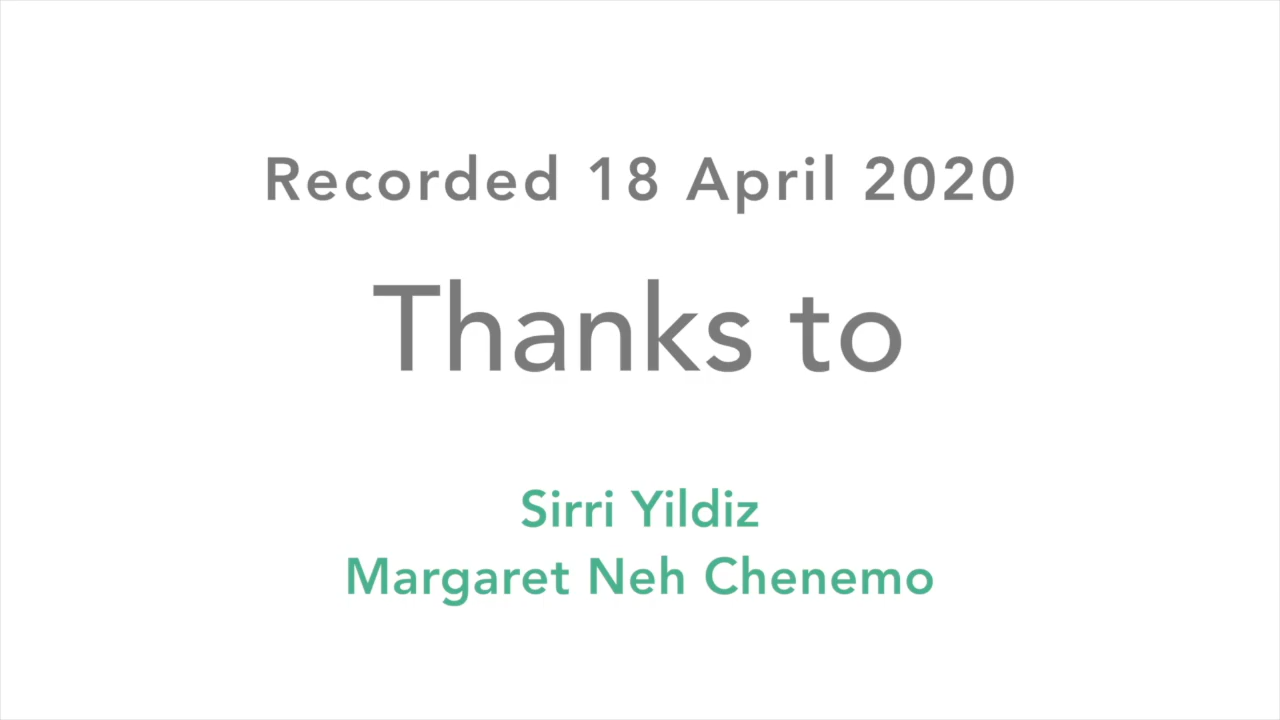 Recorded 18 April 2020
Thanks to
Sirri Yildiz
Margaret Neh Chenemo